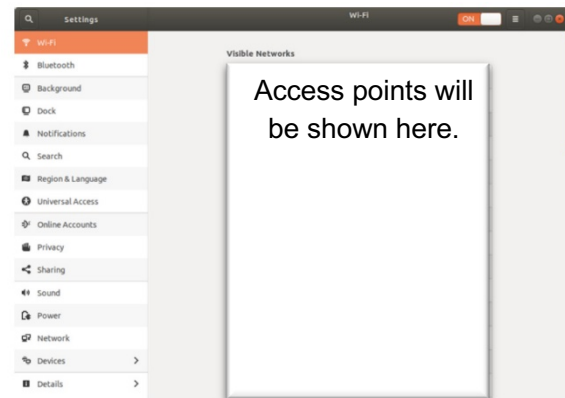 Settings
Wi-Fi
ON
Wi-Fi
Bluetooth
Background
Dock
Notifications
Search
Region & Language
Universal Access
Online Accounts
Privacy
Sharing
Sound
Power
Network
Devices
Details
Visible Networks
Access points will
be shown here.